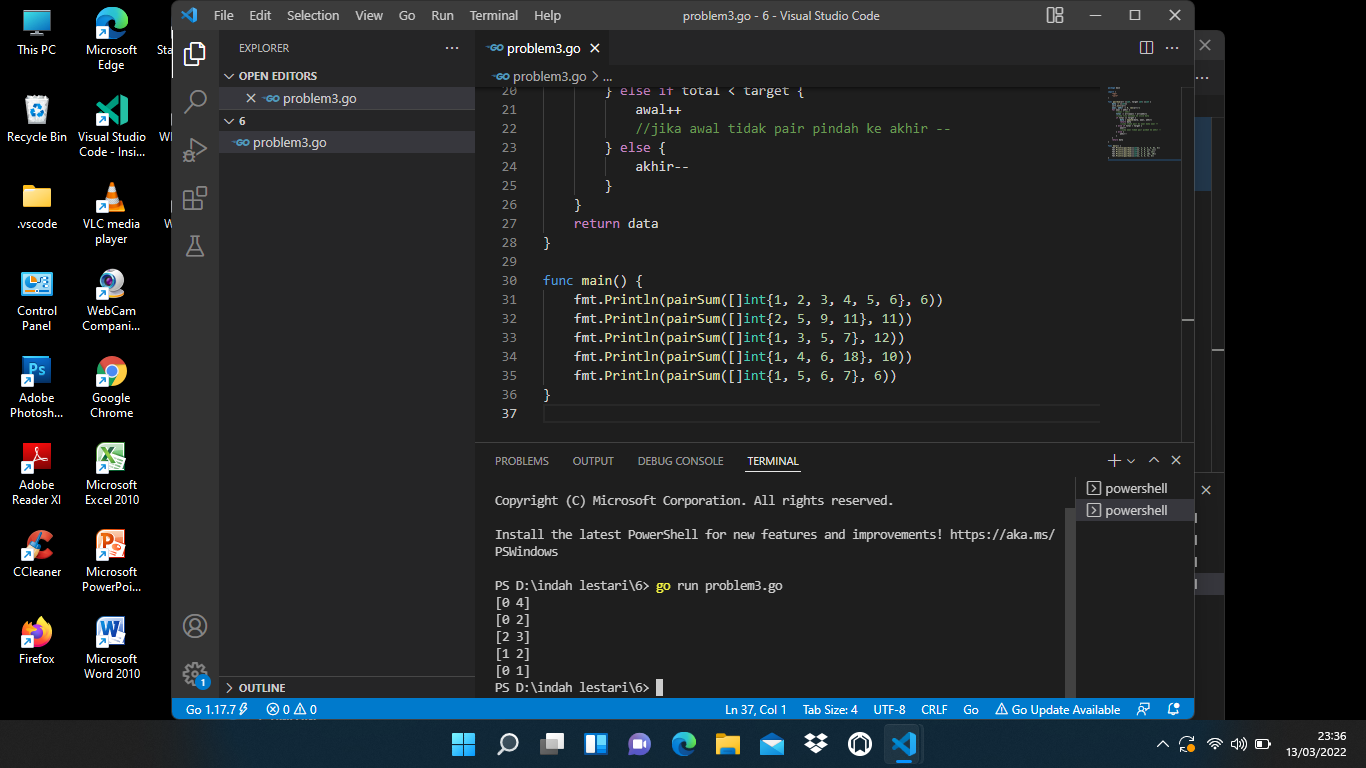 This PC
Microsoft
Edge
Sta
Recycle Bin
Visual Studio
Code - Insi...
.vscode
VLC media
player
Control
Panel
WebCam
Compani...
Adobe
Photosh...
Google
Chrome
Adobe
Reader XI
Microsoft
Excel 2010
CCleaner
Microsoft
PowerPoi...
Firefox
Microsoft
Word 2010
File Edit Selection View Go Run Terminal Help
problem3.go - 6 - Visual Studio Code
EXPLORER
OPEN EDITORS
problem3.go
6
problem3.go
OUTLINE
problem3.go
problem3.go > ...
20 } else if total < target {
21 awal++
22 //jika awal tidak pair pindah ke akhir --
23 } else {
24 akhir--
25 }
26 }
27 return data
28 }
29
30 func main() {
31 fmt.Println(pairSum([]int{1, 2, 3, 4, 5, 6}, 6))
32 fmt.Println(pairSum([]int{2, 5, 9, 11}, 11))
33 fmt.Println(pairSum([]int{1, 3, 5, 7}, 12))
34 fmt.Println(pairSum([]int{1, 4, 6, 18}, 10))
35 fmt.Println(pairSum([]int{1, 5, 6, 7}, 6))
36 }
37
PROBLEMS OUTPUT DEBUG CONSOLE TERMINAL
powershell
powershell
Copyright (C) Microsoft Corporation. All rights reserved.
Install the latest PowerShell for new features and improvements! https://aka.ms/
PSWindows
PS D:\indah lestari\6> go run problem3.go
[0 4]
[0 2]
[2 3]
[1 2]
[0 1]
PS D:\indah lestari\6>
1
Go 1.17.7 0 0 Ln 37, Col 1 Tab Size: 4 UTF-8 CRLF Go Go Update Available
23:36
13/03/2022